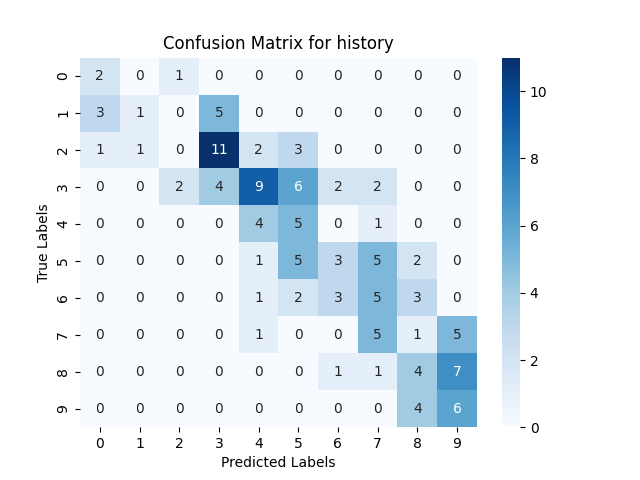 Confusion Matrix for history
True Labels
0 2 0 1 0 0 0 0 0 0 0
1 3 1 0 5 0 0 0 0 0 0
2 1 1 0 11 2 3 0 0 0 0
3 0 0 2 4 9 6 2 2 0 0
4 0 0 0 0 4 5 0 1 0 0
5 0 0 0 0 1 5 3 5 2 0
6 0 0 0 0 1 2 3 5 3 0
7 0 0 0 0 1 0 0 5 1 5
8 0 0 0 0 0 0 1 1 4 7
9 0 0 0 0 0 0 0 0 4 6
0 1 2 3 4 5 6 7 8 9
Predicted Labels
10
8
6
4
2
0